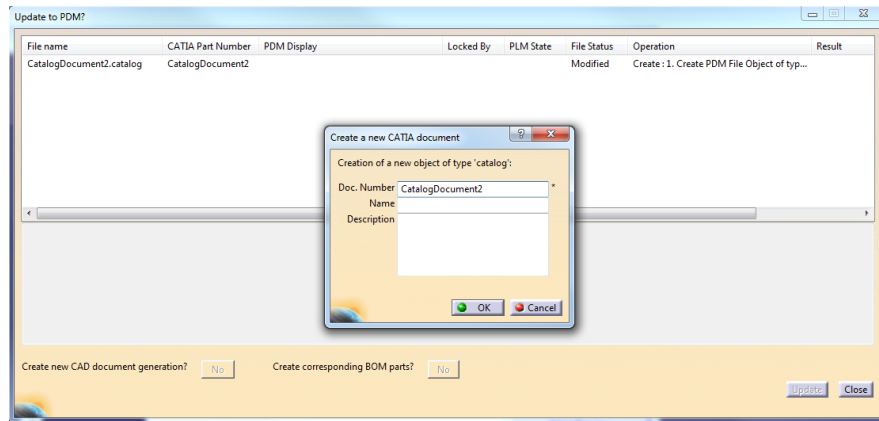 Update to PDM?
File name CATIA Part Number PDM Display Locked By PLM State File Status Operation Result
CatalogDocument2.catalog CatalogDocument2 Modified Create : 1. Create PDM File Object of typ...
Create a new CATIA document
Creation of a new object of type 'catalog':
Doc. Number CatalogDocument2 *
Name
Description
OK Cancel
Create new CAD document generation? No Create corresponding BOM parts? No
Update Close